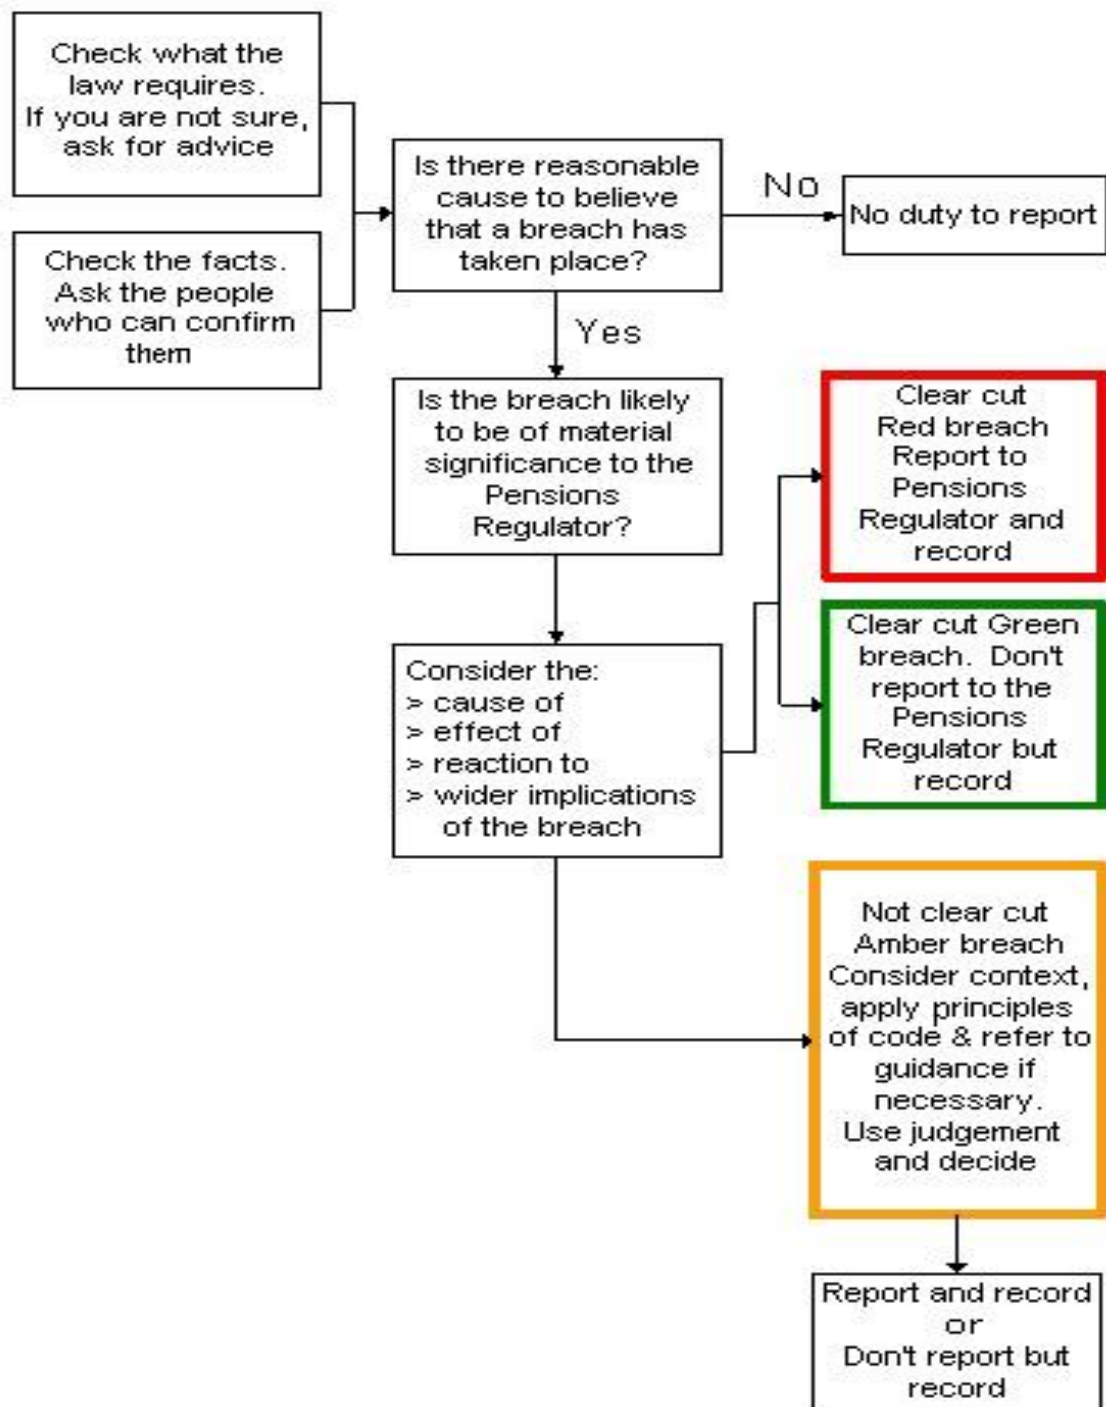 Check what the
law requires.
If you are not sure,
ask for advice
Check the facts.
Ask the people
who can confirm
them
Is there reasonable
cause to believe
that a breach has
taken place?
No
No duty to report
Yes
Is the breach likely
to be of material
significance to the
Pensions
Regulator?
Clear cut
Red breach
Report to
Pensions
Regulator and
record
Clear cut Green
breach. Don't
report to the
Pensions
Regulator but
record
Consider the:
> cause of
> effect of
> reaction to
> wider implications
of the breach
Not clear cut
Amber breach
Consider context,
apply principles
of code & refer to
guidance if
necessary.
Use judgement
and decide
Report and record
or
Don't report but
record